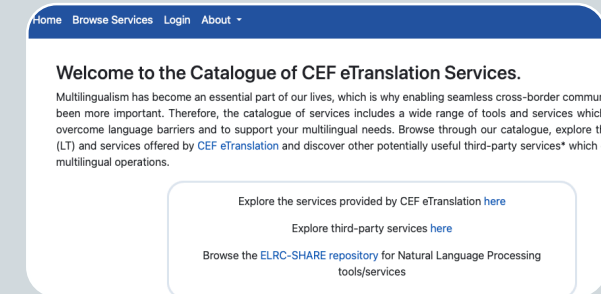 Home Browse Services Login About
Welcome to the Catalogue of CEF eTranslation Services.
Multilingualism has become an essential part of our lives, which is why enabling seamless cross-border
been more important. Therefore, the catalogue of services includes a wide range of tools and services
overcome language barriers and to support your multilingual needs. Browse through our catalogue, explore
(LT) and services offered by CEF eTranslation and discover other potentially useful third-party services* which
multilingual operations.
Explore the services provided by CEF eTranslation here
Explore third-party services here
Browse the ELRC-SHARE repository for Natural Language Processing
tools/services